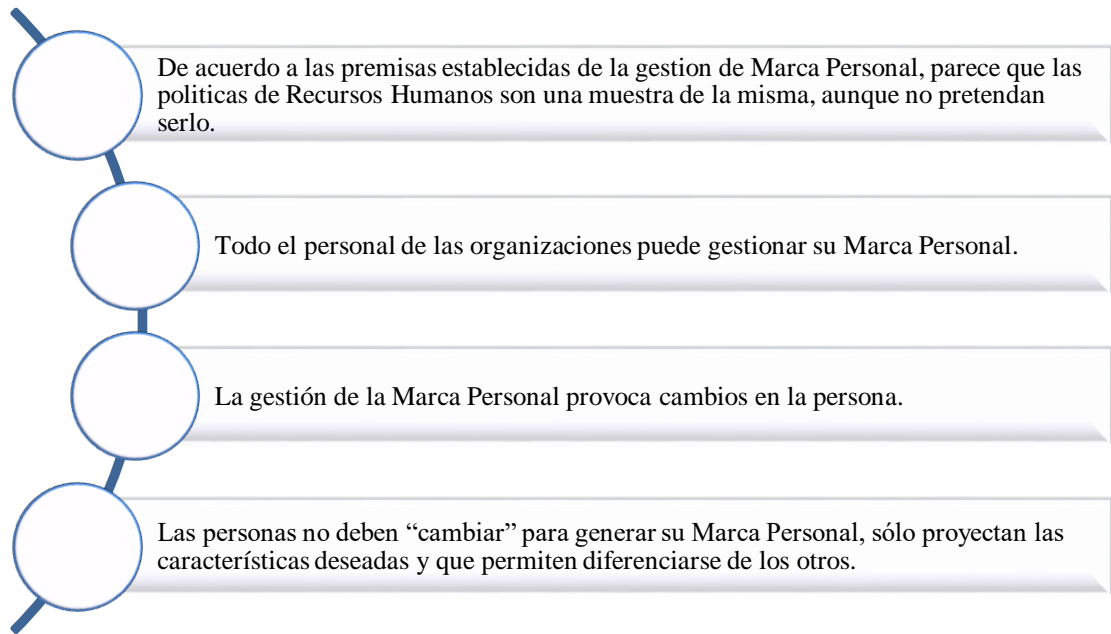 De acuerdo a las premisas establecidas de la gestion de Marca Personal, parece que las
politicas de Recursos Humanos son una muestra de la misma, aunque no pretendan
serlo.
Todo el personal de las organizaciones puede gestionar su Marca Personal.
La gestión de la Marca Personal provoca cambios en la persona.
Las personas no deben “cambiar” para generar su Marca Personal, sólo proyectan las
características deseadas y que permiten diferenciarse de los otros.